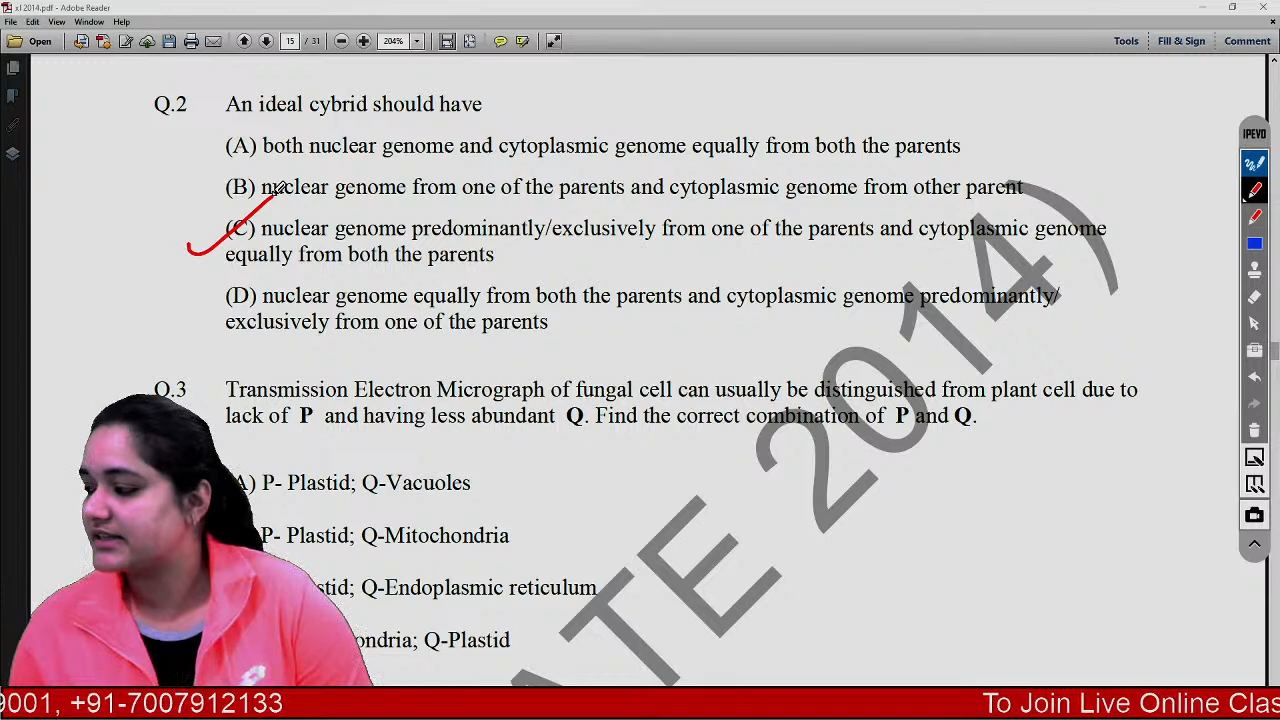 xl 2014.pdf - Adobe Reader
File Edit View Window Help
Open 15 / 31 204% Tools Fill & Sign Comment
IPEVO
Q.2 An ideal cybrid should have
(A) both nuclear genome and cytoplasmic genome equally from both the parents
(B) nuclear genome from one of the parents and cytoplasmic genome from other parent
(C) nuclear genome predominantly/exclusively from one of the parents and cytoplasmic genome
equally from both the parents
(D) nuclear genome equally from both the parents and cytoplasmic genome predominantly/
exclusively from one of the parents
Q.3 Transmission Electron Micrograph of fungal cell can usually be distinguished from plant cell due to
lack of P and having less abundant Q. Find the correct combination of P and Q.
A) P- Plastid; Q-Vacuoles
P- Plastid; Q-Mitochondria
stid; Q-Endoplasmic reticulum
ondria; Q-Plastid
ATE 2014)
9001, +91-7007912133 To Join Live Online Clas